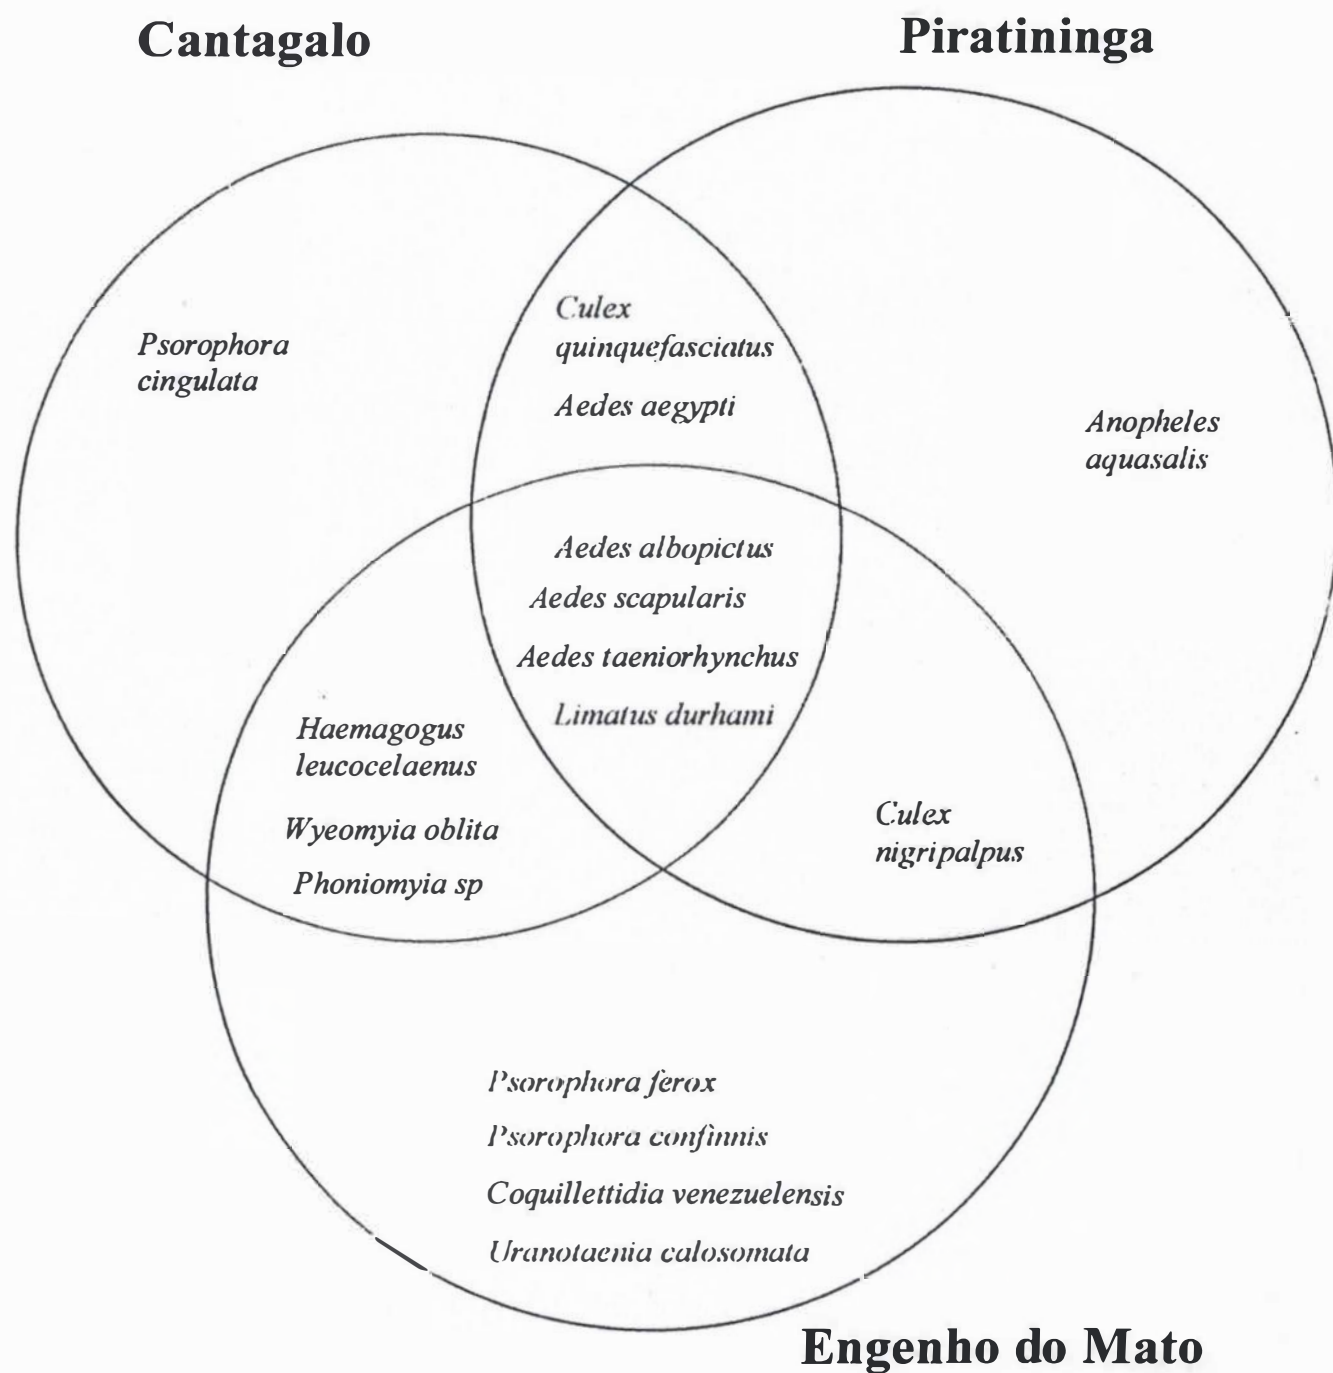 Cantagalo
Piratininga
Psorophora
cingulata
Culex
quinquefasciatus
Aedes aegypti
Anopheles
aquasalis
Aedes albopictus
Aedes scapularis
Aedes taeniorhynchus
Limatus durhami
Haemagogus
leucocelaenus
Wyeomyia oblita
Phoniomyia sp
Culex
nigripalpus
Psorophora ferox
Psorophora confinnis
Coquillettidia venezuelensis
Uranotaenia calosomata
Engenho do Mato